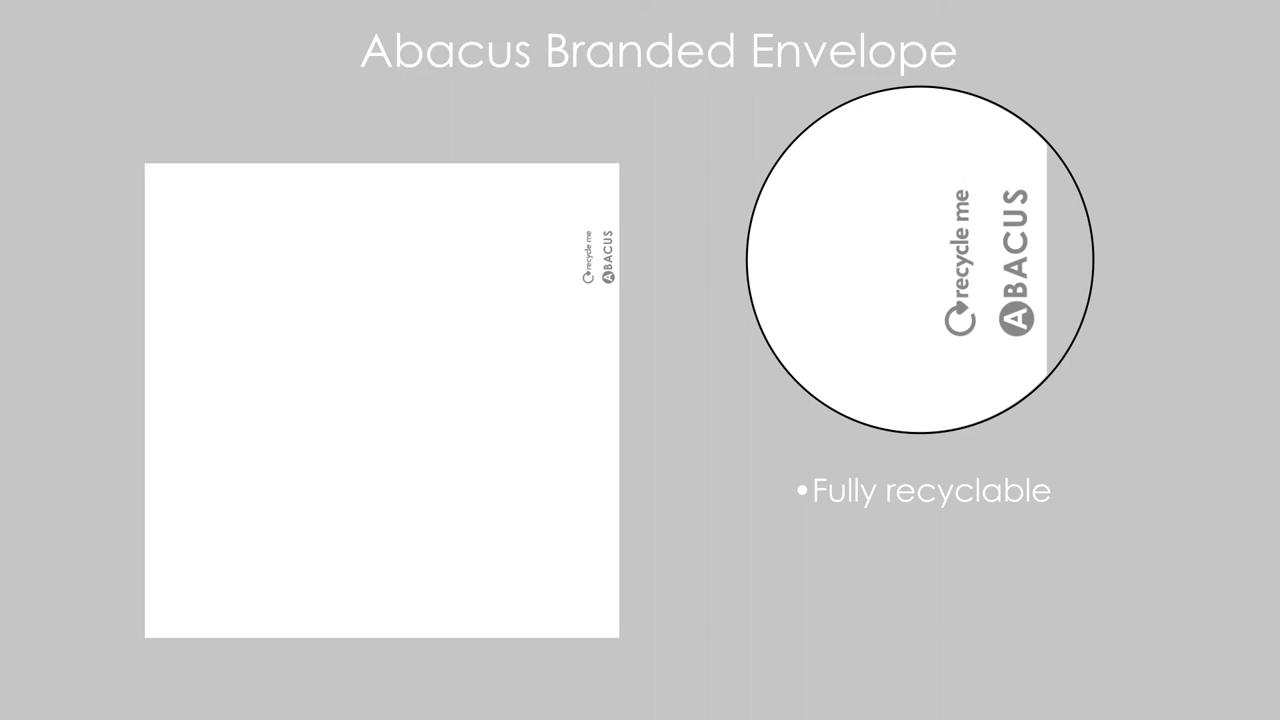 Abacus Branded Envelope
recycle me
ABACUS
recycle me
ABACUS
•Fully recyclable